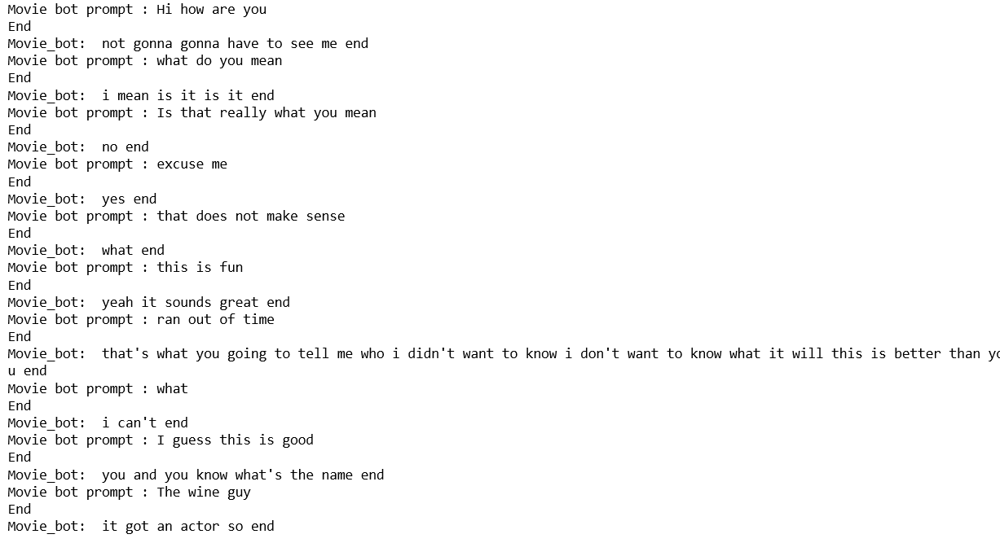 Movie bot prompt : Hi how are you
End
Movie_bot:  not gonna gonna have to see me end
Movie bot prompt : what do you mean
End
Movie_bot:  i mean is it is it end
Movie bot prompt : Is that really what you mean
End
Movie_bot:  no end
Movie bot prompt : excuse me
End
Movie_bot:  yes end
Movie bot prompt : that does not make sense
End
Movie_bot:  what end
Movie bot prompt : this is fun
End
Movie_bot:  yeah it sounds great end
Movie bot prompt : ran out of time
End
Movie_bot:  that's what you going to tell me who i didn't want to know i don't want to know what it will this is better than yo
u end
Movie bot prompt : what
End
Movie_bot:  i can't end
Movie bot prompt : I guess this is good
End
Movie_bot:  you and you know what's the name end
Movie bot prompt : The wine guy
End
Movie_bot:  it got an actor so end